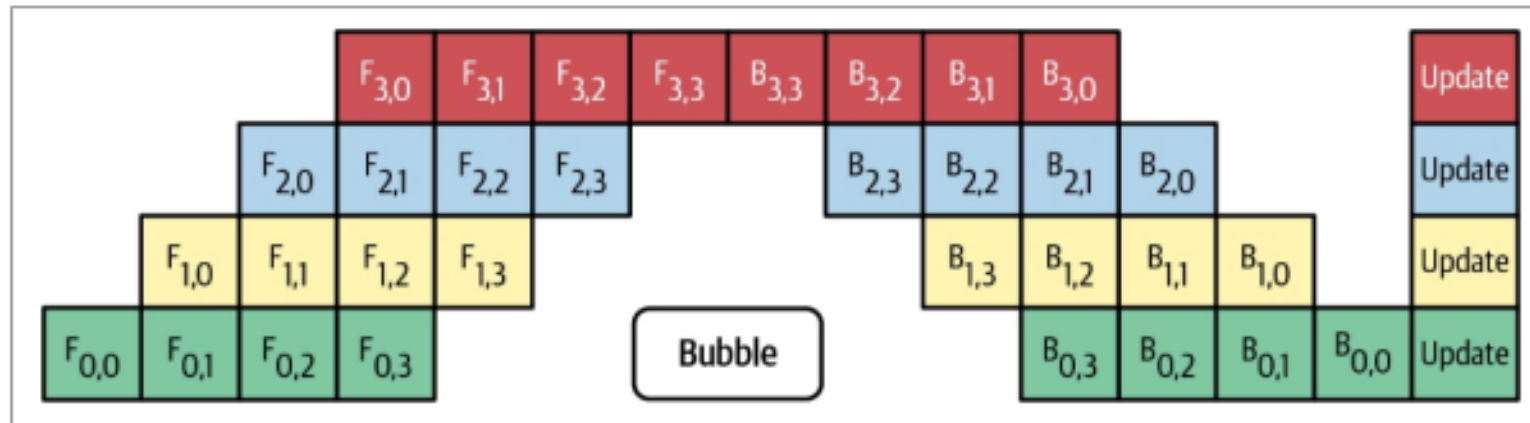 F3,0 F3,1 F3,2 F3,3 B3,3 B3,2 B3,1 B3,0 Update
F2,0 F2,1 F2,2 F2,3 B2,3 B2,2 B2,1 B2,0 Update
F1,0 F1,1 F1,2 F1,3 B1,3 B1,2 B1,1 B1,0 Update
F0,0 F0,1 F0,2 F0,3 Bubble B0,3 B0,2 B0,1 B0,0 Update